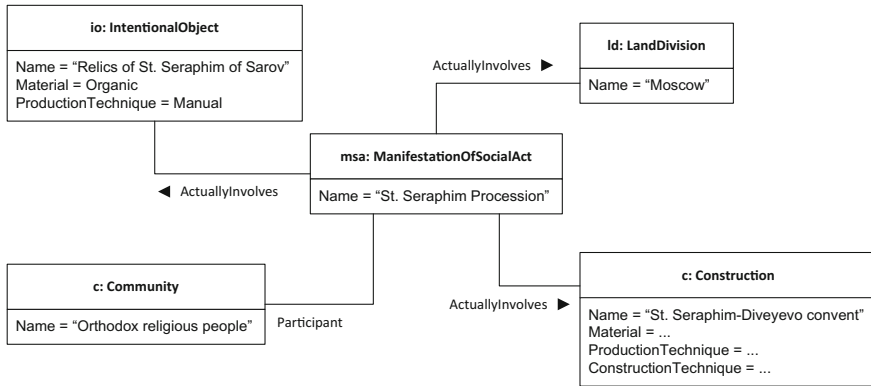 io: IntentionalObject
Name = “Relics of St. Seraphim of Sarov”
Material = Organic
ProductionTechnique = Manual
ld: LandDivision
Name = “Moscow”
ActuallyInvolves ►
msa: ManifestationOfSocialAct
Name = “St. Seraphim Procession”
◄ ActuallyInvolves
c: Community
Name = “Orthodox religious people”
Participant
ActuallyInvolves ►
c: Construction
Name = “St. Seraphim-Diveyevo convent”
Material = ...
ProductionTechnique = ...
ConstructionTechnique = ...